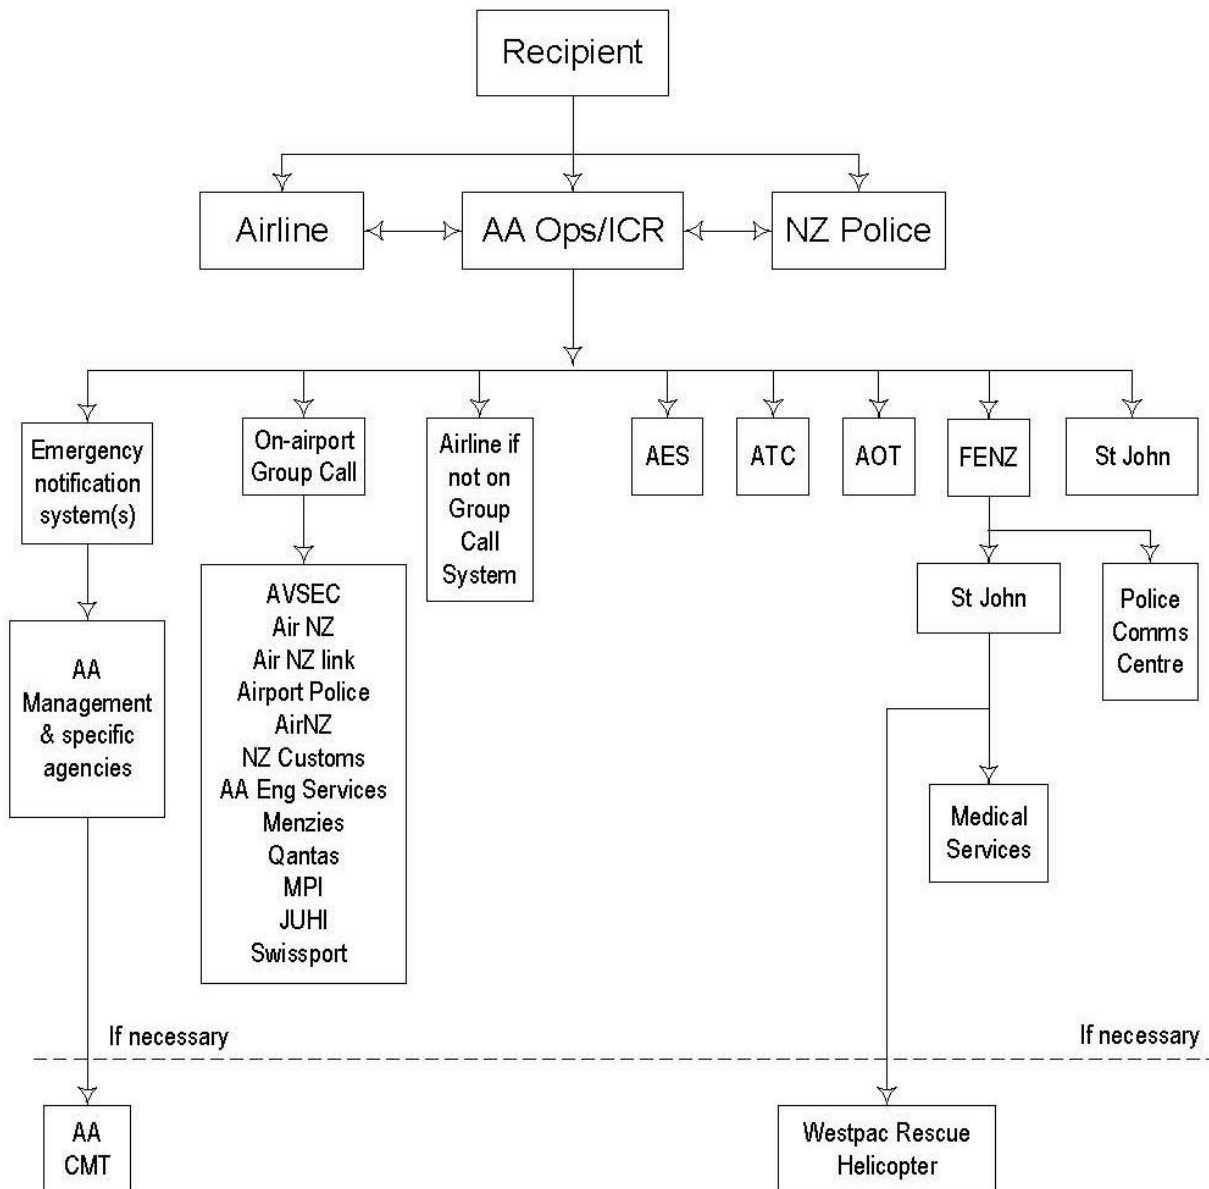 Recipient
Airline
AA Ops/ICR
NZ Police
Emergency
notification
system(s)
On-airport
Group Call
Airline if
not on
Group
Call
System
AES
ATC
AOT
FENZ
St John
AA
Management
& specific
agencies
AVSEC
Air NZ
Air NZ link
Airport Police
AirNZ
NZ Customs
AA Eng Services
Menzies
Qantas
MPI
JUHI
Swissport
St John
Police
Comms
Centre
Medical
Services
If necessary
If necessary
AA
CMT
Westpac Rescue
Helicopter